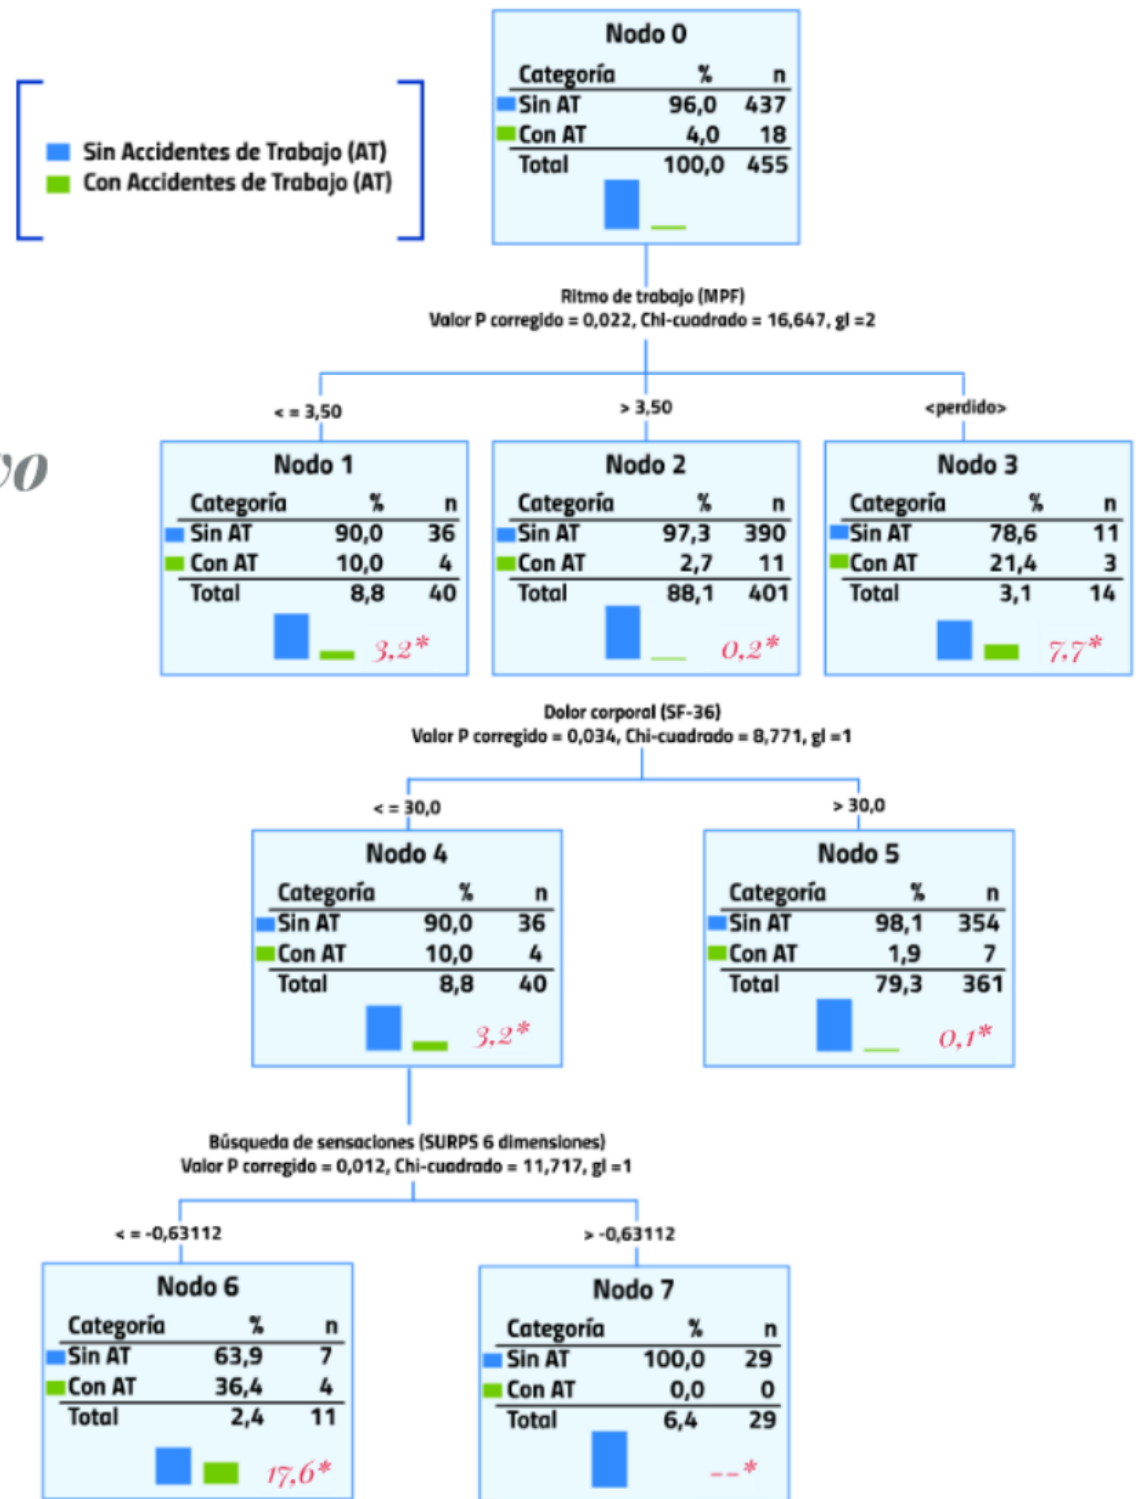 Nodo 0
Categoría % n
Sin AT 96,0 437
Con AT 4,0 18
Total 100,0 455
Sin Accidentes de Trabajo (AT)
Con Accidentes de Trabajo (AT)
Ritmo de trabajo (MPF)
Valor P corregido = 0,022, Chi-cuadrado = 16,647, gl =2
< = 3,50
> 3,50
<perdido>
vo
Nodo 1
Categoría % n
Sin AT 90,0 36
Con AT 10,0 4
Total 8,8 40
3,2*
Nodo 2
Categoría % n
Sin AT 97,3 390
Con AT 2,7 11
Total 88,1 401
0,2*
Nodo 3
Categoría % n
Sin AT 78,6 11
Con AT 21,4 3
Total 3,1 14
7,7*
Dolor corporal (SF-36)
Valor P corregido = 0,034, Chi-cuadrado = 8,771, gl =1
< = 30,0
> 30,0
Nodo 4
Categoría % n
Sin AT 90,0 36
Con AT 10,0 4
Total 8,8 40
3,2*
Nodo 5
Categoría % n
Sin AT 98,1 354
Con AT 1,9 7
Total 79,3 361
0,1*
Búsqueda de sensaciones (SURPS 6 dimensiones)
Valor P corregido = 0,012, Chi-cuadrado = 11,717, gl =1
< = -0,63112
> -0,63112
Nodo 6
Categoría % n
Sin AT 63,9 7
Con AT 36,4 4
Total 2,4 11
17,6*
Nodo 7
Categoría % n
Sin AT 100,0 29
Con AT 0,0 0
Total 6,4 29
--*